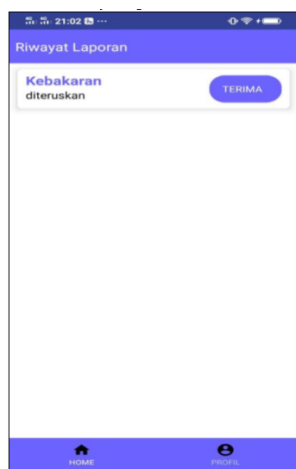 21:02
Riwayat Laporan
Kebakaran
diteruskan
TERIMA
HOME
PROFIL